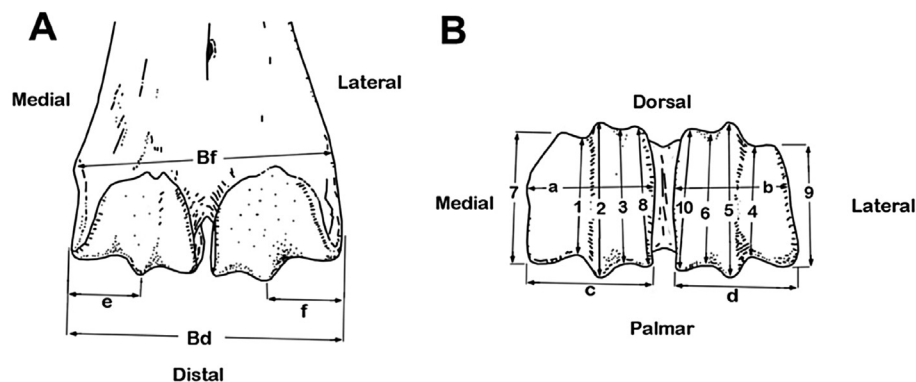 A
Medial
Lateral
Bf
e
f
Bd
Distal
B
Dorsal
Medial
Lateral
7 a 1 2 3 8 10 6 5 4 b 9
c
d
Palmar